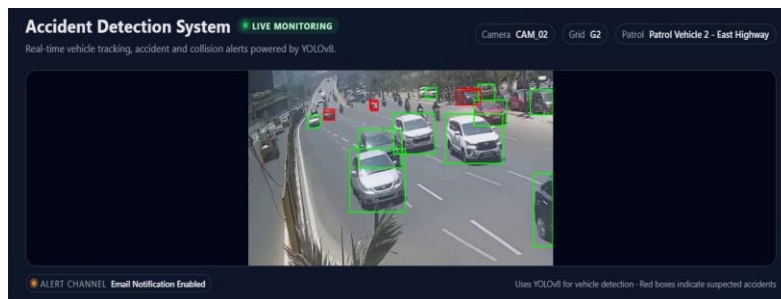 Accident Detection System LIVE MONITORING
Real-time vehicle tracking, accident and collision alerts powered by YOLOv8.
Camera CAM_02 Grid G2 Patrol Patrol Vehicle 2 - East Highway
ALERT CHANNEL Email Notification Enabled
Uses YOLOv8 for vehicle detection · Red boxes indicate suspected accidents